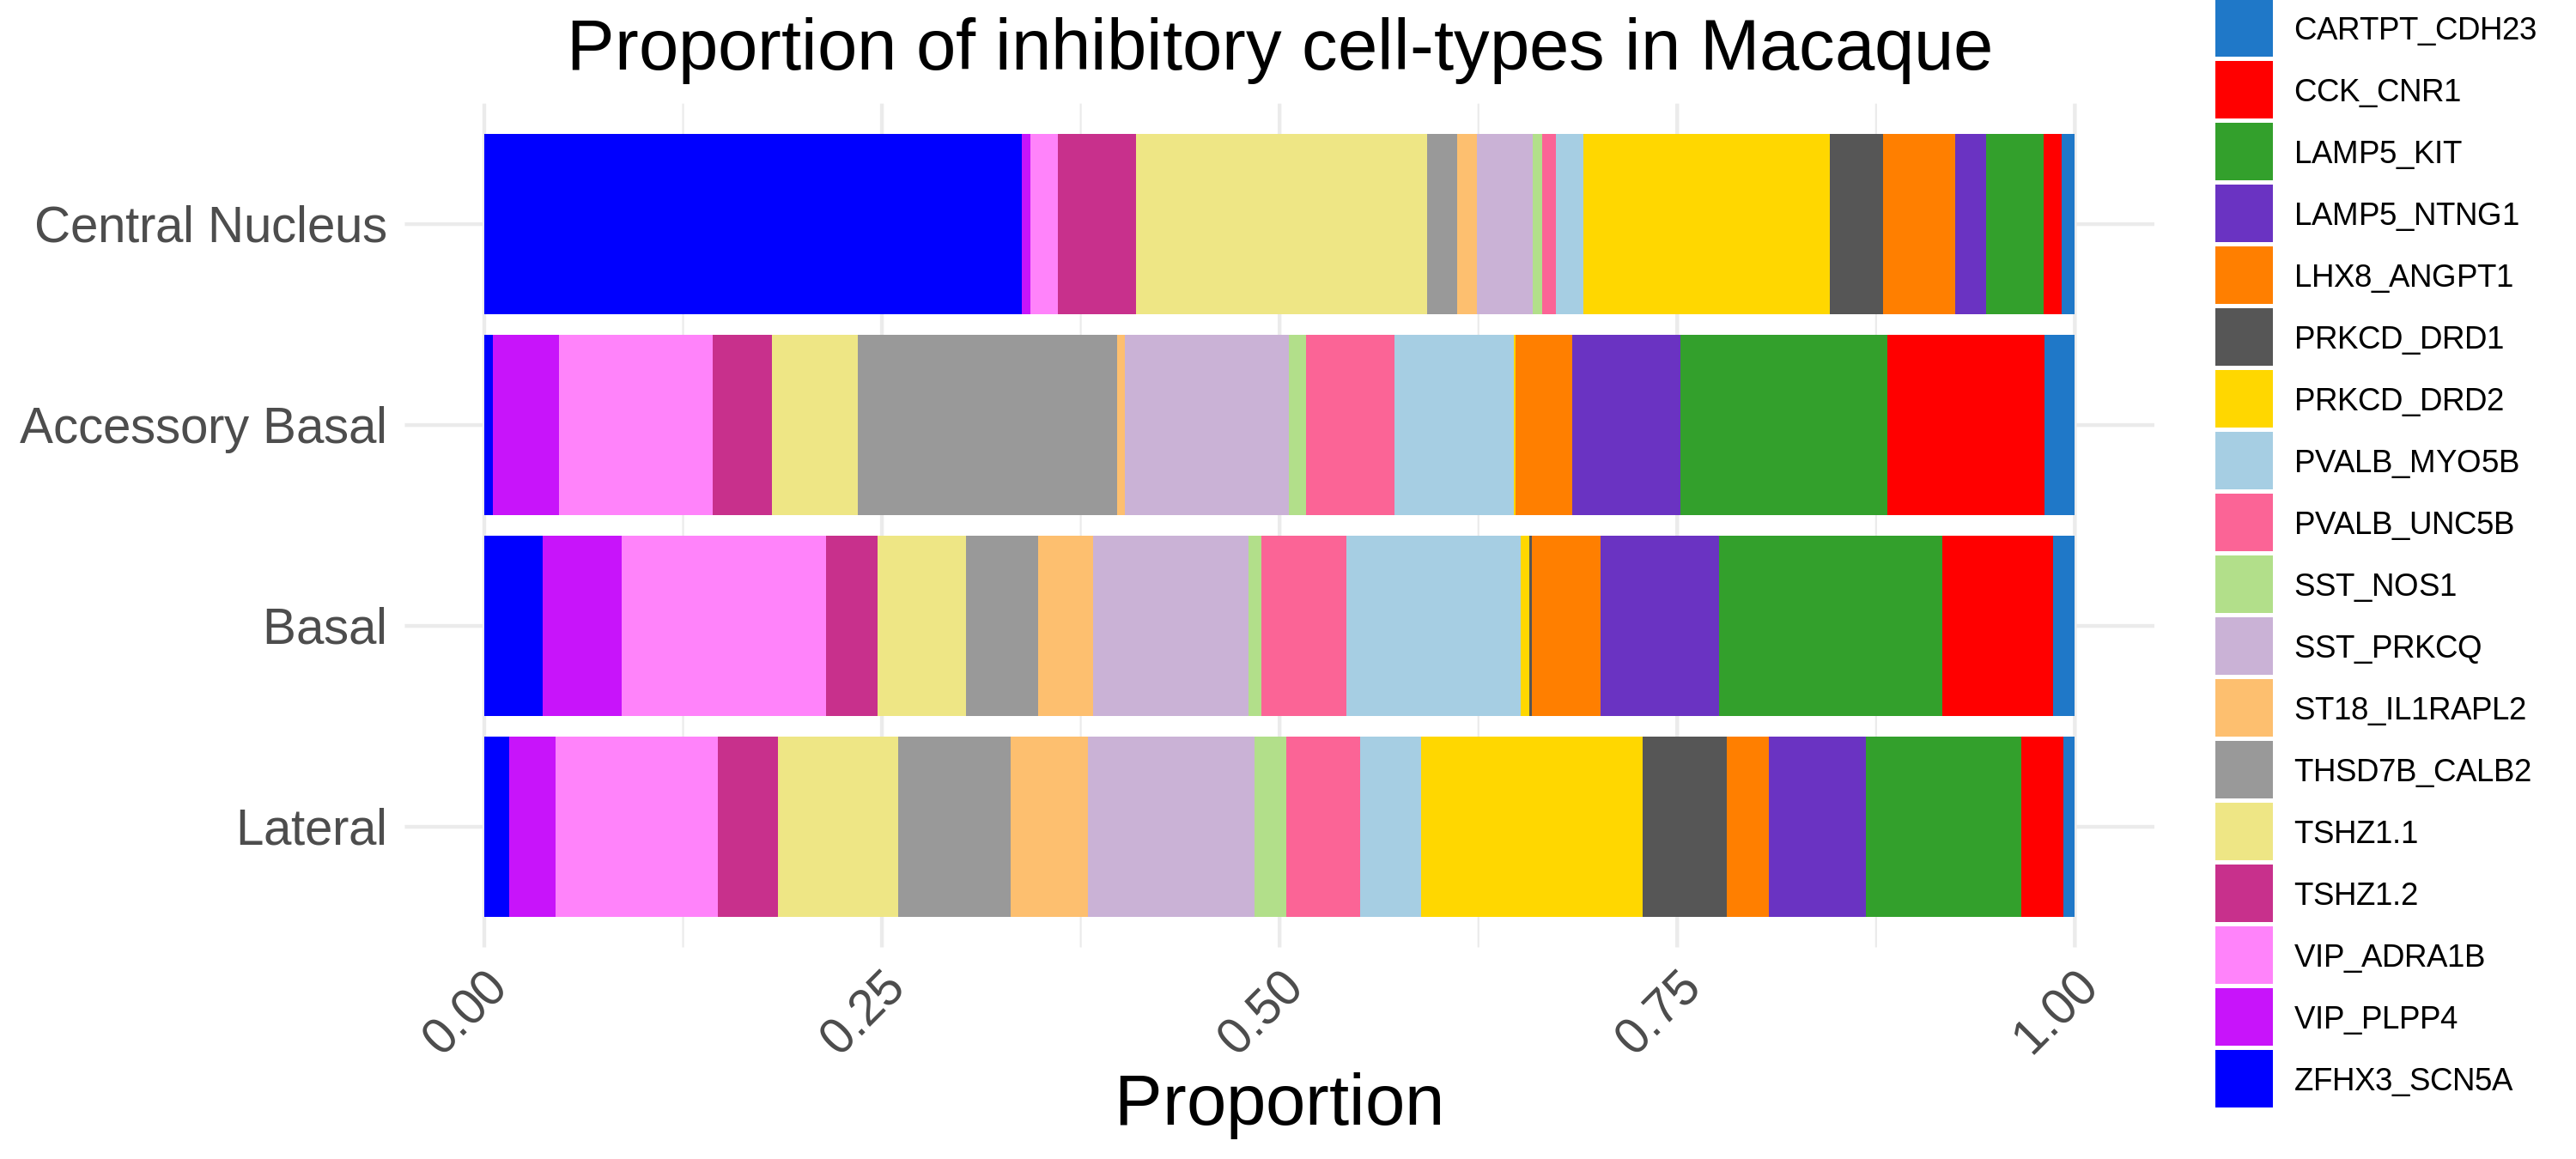 Proportion of inhibitory cell-types in Macaque
Central Nucleus
Accessory Basal
Basal
Lateral
0.00
0.25
0.50
0.75
1.00
Proportion
CARTPT_CDH23
CCK_CNR1
LAMP5_KIT
LAMP5_NTNG1
LHX8_ANGPT1
PRKCD_DRD1
PRKCD_DRD2
PVALB_MYO5B
PVALB_UNC5B
SST_NOS1
SST_PRKCQ
ST18_IL1RAPL2
THSD7B_CALB2
TSHZ1.1
TSHZ1.2
VIP_ADRA1B
VIP_PLPP4
ZFHX3_SCN5A